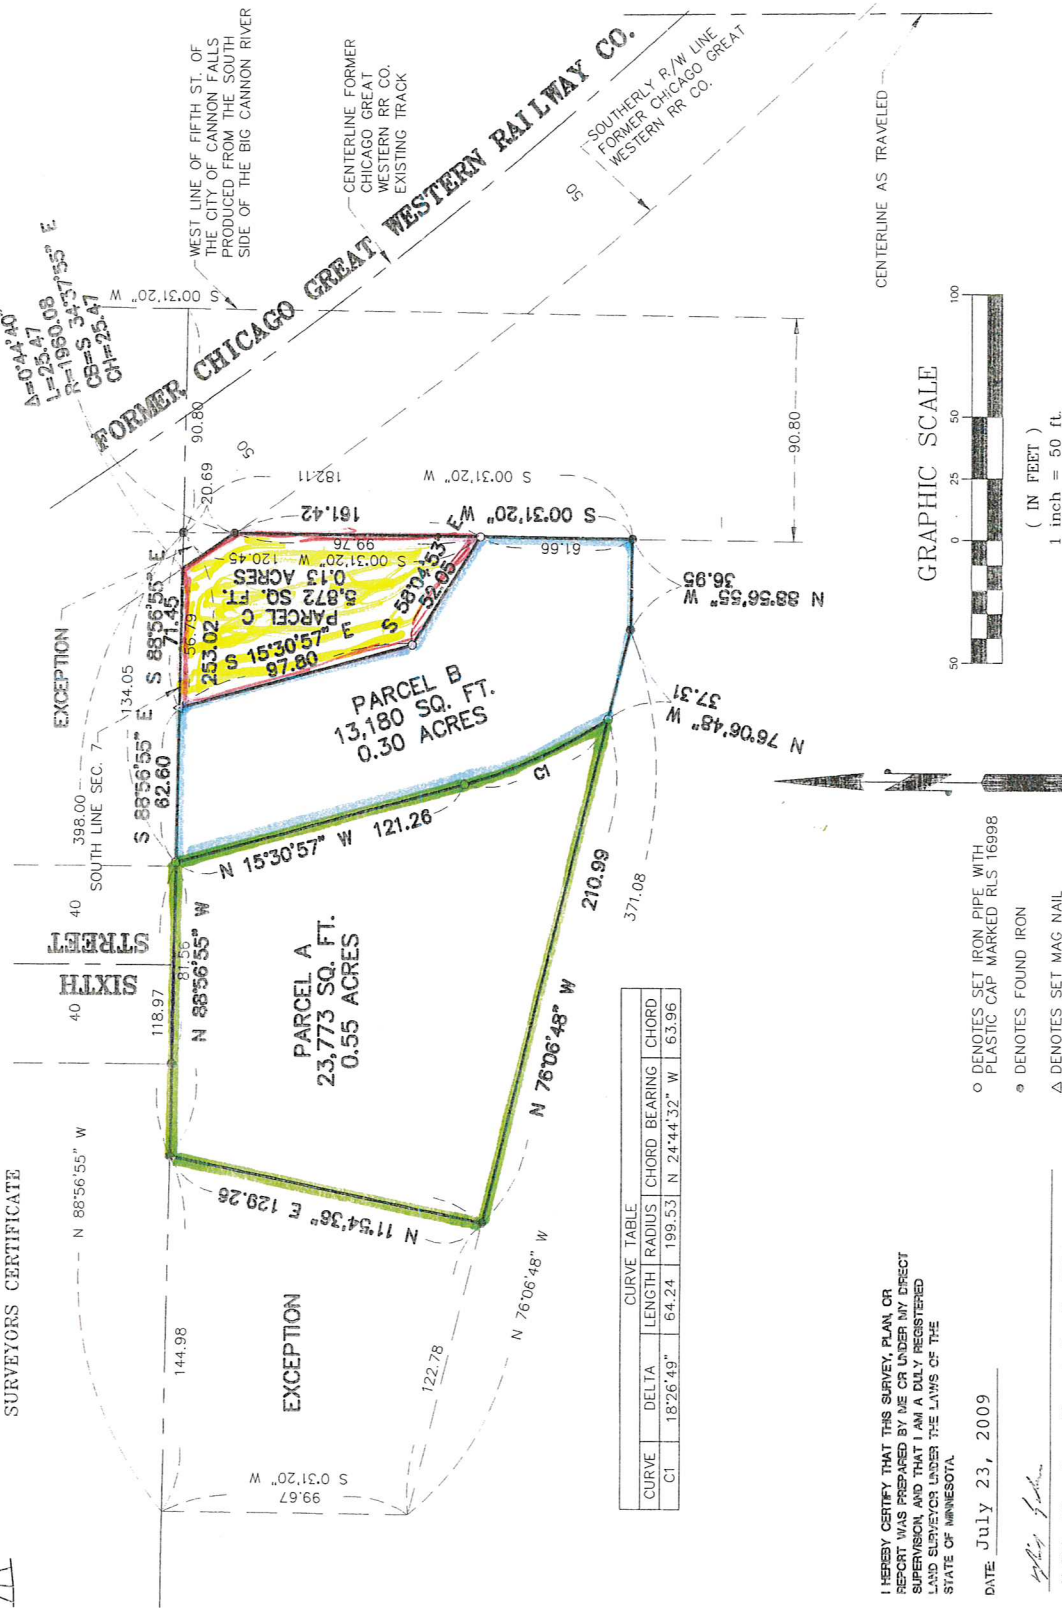 SURVEYORS CERTIFICATE
N 88°56'55" W
118.97
40
SIXTH
STREET
40
398.00
SOUTH LINE SEC. 7
134.05
EXCEPTION
Δ=0°44'40"
L=25.47
R=1960.08
CB=S 34°37'55" E
CH=25.47
WEST LINE OF FIFTH ST. OF
THE CITY OF CANNON FALLS
PRODUCED FROM THE SOUTH
SIDE OF THE BIG CANNON RIVER
CENTERLINE FORMER
CHICAGO GREAT
WESTERN RR CO.
EXISTING TRACK
FORMER CHICAGO GREAT WESTERN RAILWAY CO.
SOUTHERLY R/W LINE
FORMER CHICAGO GREAT
WESTERN RR CO.
50
50
CENTERLINE AS TRAVELED
S 00°31'20" W
90.80
20.69
144.98
81.56
N 88°56'55" W
S 88°56'55" E
62.60
S 88°56'55" E
71.45
56.79
253.02
S 15°30'57" E
97.80
PARCEL C
5,872 SQ. FT.
0.13 ACRES
120.45
S 00°31'20" W
99.76
161.42
182.11
S 00°31'20" W
S 58°04'53" E
52.05
S 00°31'20" W
61.66
90.80
PARCEL B
13,180 SQ. FT.
0.30 ACRES
N 15°30'57" W
121.26
C1
N 88°56'55" W
36.95
N 76°06'48" W
37.31
PARCEL A
23,773 SQ. FT.
0.55 ACRES
N 11°54'36" E 129.26
N 76°06'48" W
210.99
371.08
EXCEPTION
122.78
N 76°06'48" W
S 0°31'20" W
99.67
CURVE TABLE
CURVE DELTA LENGTH RADIUS CHORD BEARING CHORD
C1 18°26'49" 64.24 199.53 N 24°44'32" W 63.96
GRAPHIC SCALE
50 0 25 50 100
( IN FEET )
1 inch = 50 ft.
I HEREBY CERTIFY THAT THIS SURVEY, PLAN, OR
REPORT WAS PREPARED BY ME OR UNDER MY DIRECT
SUPERVISION, AND THAT I AM A DULY REGISTERED
LAND SURVEYOR UNDER THE LAWS OF THE
STATE OF MINNESOTA.
DATE: July 23, 2009
○ DENOTES SET IRON PIPE WITH
PLASTIC CAP MARKED RLS 16998
● DENOTES FOUND IRON
△ DENOTES SET MAG NAIL